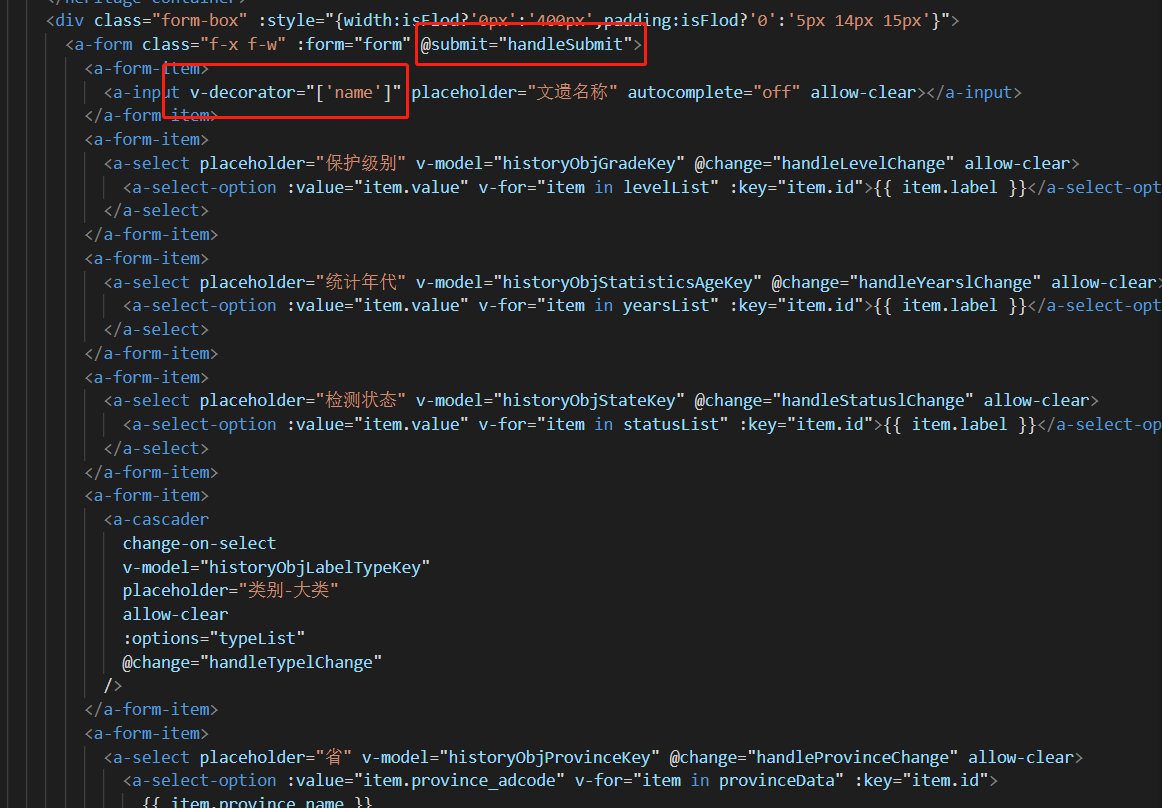 </heritage-container>
<div class="form-box" :style="{width:isFlod?'0px':'400px',padding:isFlod?'0':'5px 14px 15px'}">
<a-form class="f-x f-w" :form="form" @submit="handleSubmit">
<a-form-item>
<a-input v-decorator="['name']" placeholder="文遗名称" autocomplete="off" allow-clear></a-input>
</a-form-item>
<a-form-item>
<a-select placeholder="保护级别" v-model="historyObjGradeKey" @change="handleLevelChange" allow-clear>
<a-select-option :value="item.value" v-for="item in levelList" :key="item.id">{{ item.label }}</a-select-opt
</a-select>
</a-form-item>
<a-form-item>
<a-select placeholder="统计年代" v-model="historyObjStatisticsAgeKey" @change="handleYearslChange" allow-clear>
<a-select-option :value="item.value" v-for="item in yearsList" :key="item.id">{{ item.label }}</a-select-opt
</a-select>
</a-form-item>
<a-form-item>
<a-select placeholder="检测状态" v-model="historyObjStateKey" @change="handleStatuslChange" allow-clear>
<a-select-option :value="item.value" v-for="item in statusList" :key="item.id">{{ item.label }}</a-select-op
</a-select>
</a-form-item>
<a-form-item>
<a-cascader
change-on-select
v-model="historyObjLabelTypeKey"
placeholder="类别-大类"
allow-clear
:options="typeList"
@change="handleTypelChange"
/>
</a-form-item>
<a-form-item>
<a-select placeholder="省" v-model="historyObjProvinceKey" @change="handleProvinceChange" allow-clear>
<a-select-option :value="item.province_adcode" v-for="item in provinceData" :key="item.id">
{{ item.province_name }}